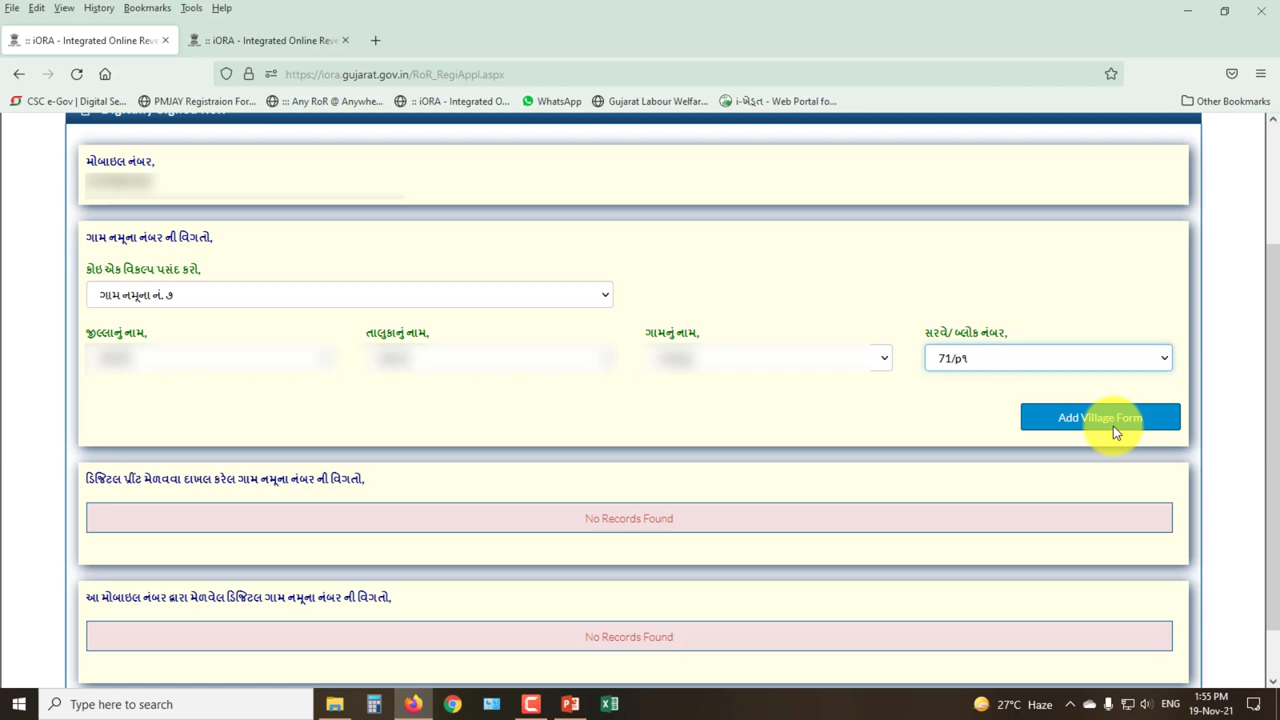 File Edit View History Bookmarks Tools Help
:: iORA - Integrated Online Reve
:: iORA - Integrated Online Reve
https://iora.gujarat.gov.in/RoR_RegiAppl.aspx
CSC e-Gov | Digital Se... PMJAY Registraion For... ::: Any RoR @ Anywhe... :: iORA - Integrated O... WhatsApp Gujarat Labour Welfar... i-ખેડૂત - Web Portal fo... Other Bookmarks
મોબાઇલ નંબર,
ગામ નમૂના નંબર ની વિગતો,
કોઇ એક વિકલ્પ પસંદ કરો,
ગામ નમૂના નં. ૭
જીલ્લાનું નામ, તાલુકાનું નામ, ગામનું નામ, સરવે/ બ્લોક નંબર,
71/p૧
Add Village Form
ડિજિટલ પ્રીંટ મેળવવા દાખલ કરેલ ગામ નમૂના નંબર ની વિગતો,
No Records Found
આ મોબાઇલ નંબર દ્વારા મેળવેલ ડિજિટલ ગામ નમૂના નંબર ની વિગતો,
No Records Found
Type here to search
27°C Haze
ENG
1:55 PM
19-Nov-21